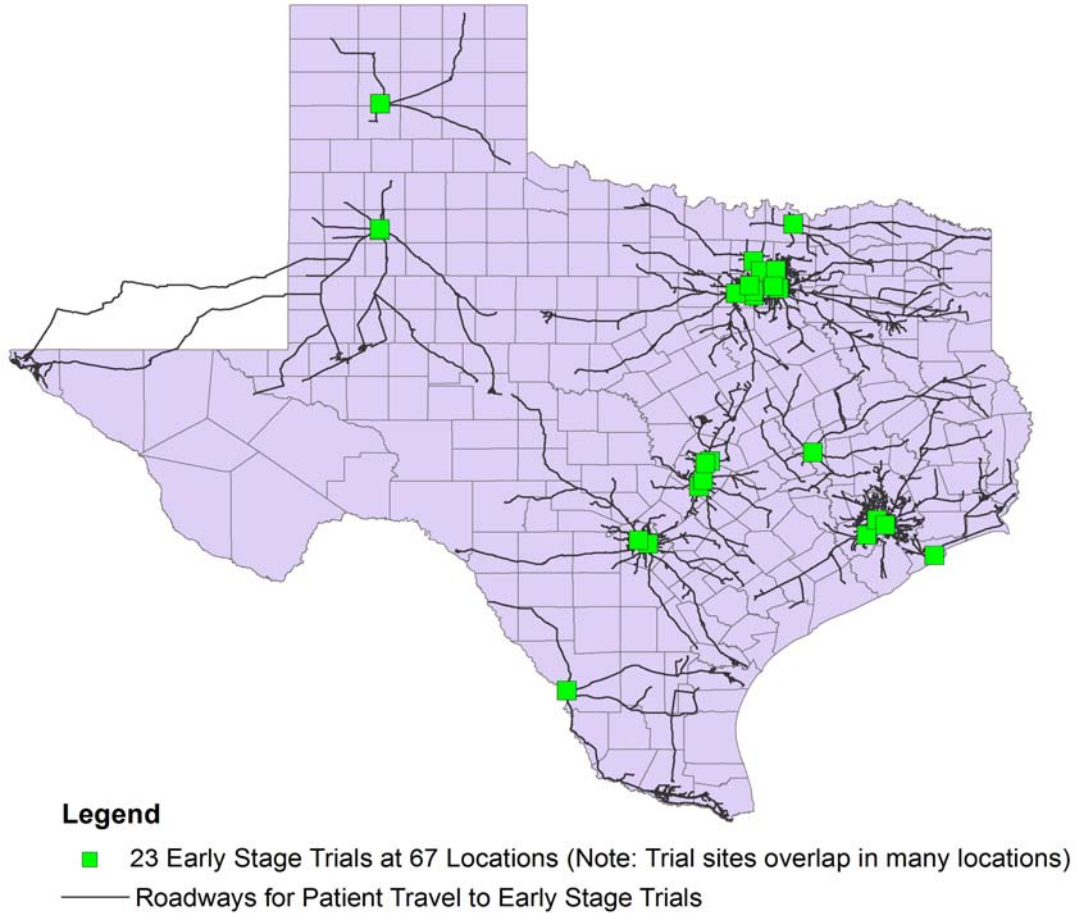 Legend
23 Early Stage Trials at 67 Locations (Note: Trial sites overlap in many locations)
Roadways for Patient Travel to Early Stage Trials